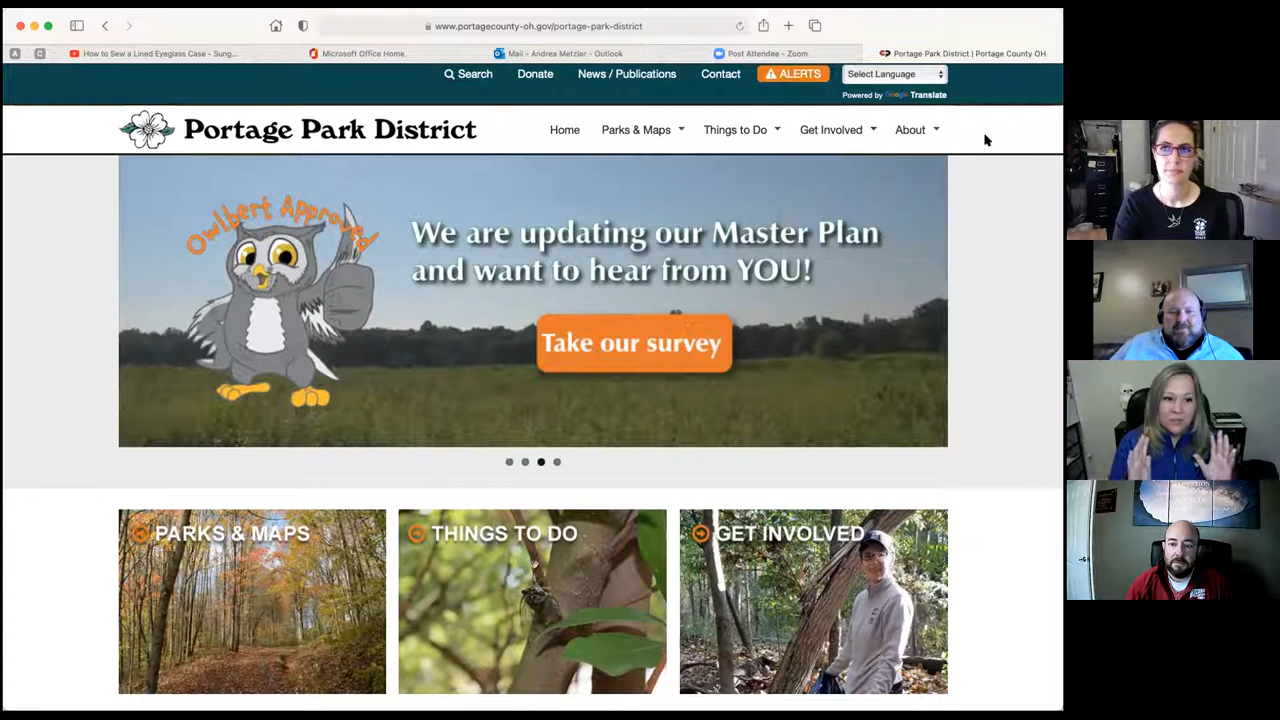 www.portagecounty-oh.gov/portage-park-district
A
C
How to Sew a Lined Eyeglass Case - Sung...
Microsoft Office Home
Mail – Andrea Metzler – Outlook
Post Attendee - Zoom
Portage Park District | Portage County OH
Search
Donate
News / Publications
Contact
ALERTS
Select Language
Powered by Google Translate
Portage Park District
Home
Parks & Maps
Things to Do
Get Involved
About
Owlbert Approved
We are updating our Master Plan
and want to hear from YOU!
Take our survey
PARKS & MAPS
THINGS TO DO
GET INVOLVED